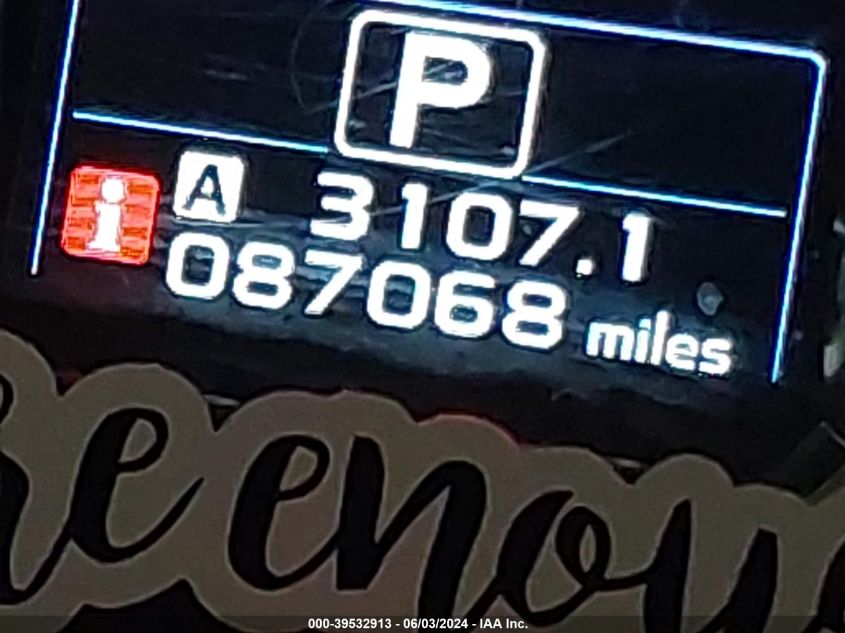 P
i A 3107.1
087068 miles
000-39532913 - 06/03/2024 - IAA Inc.